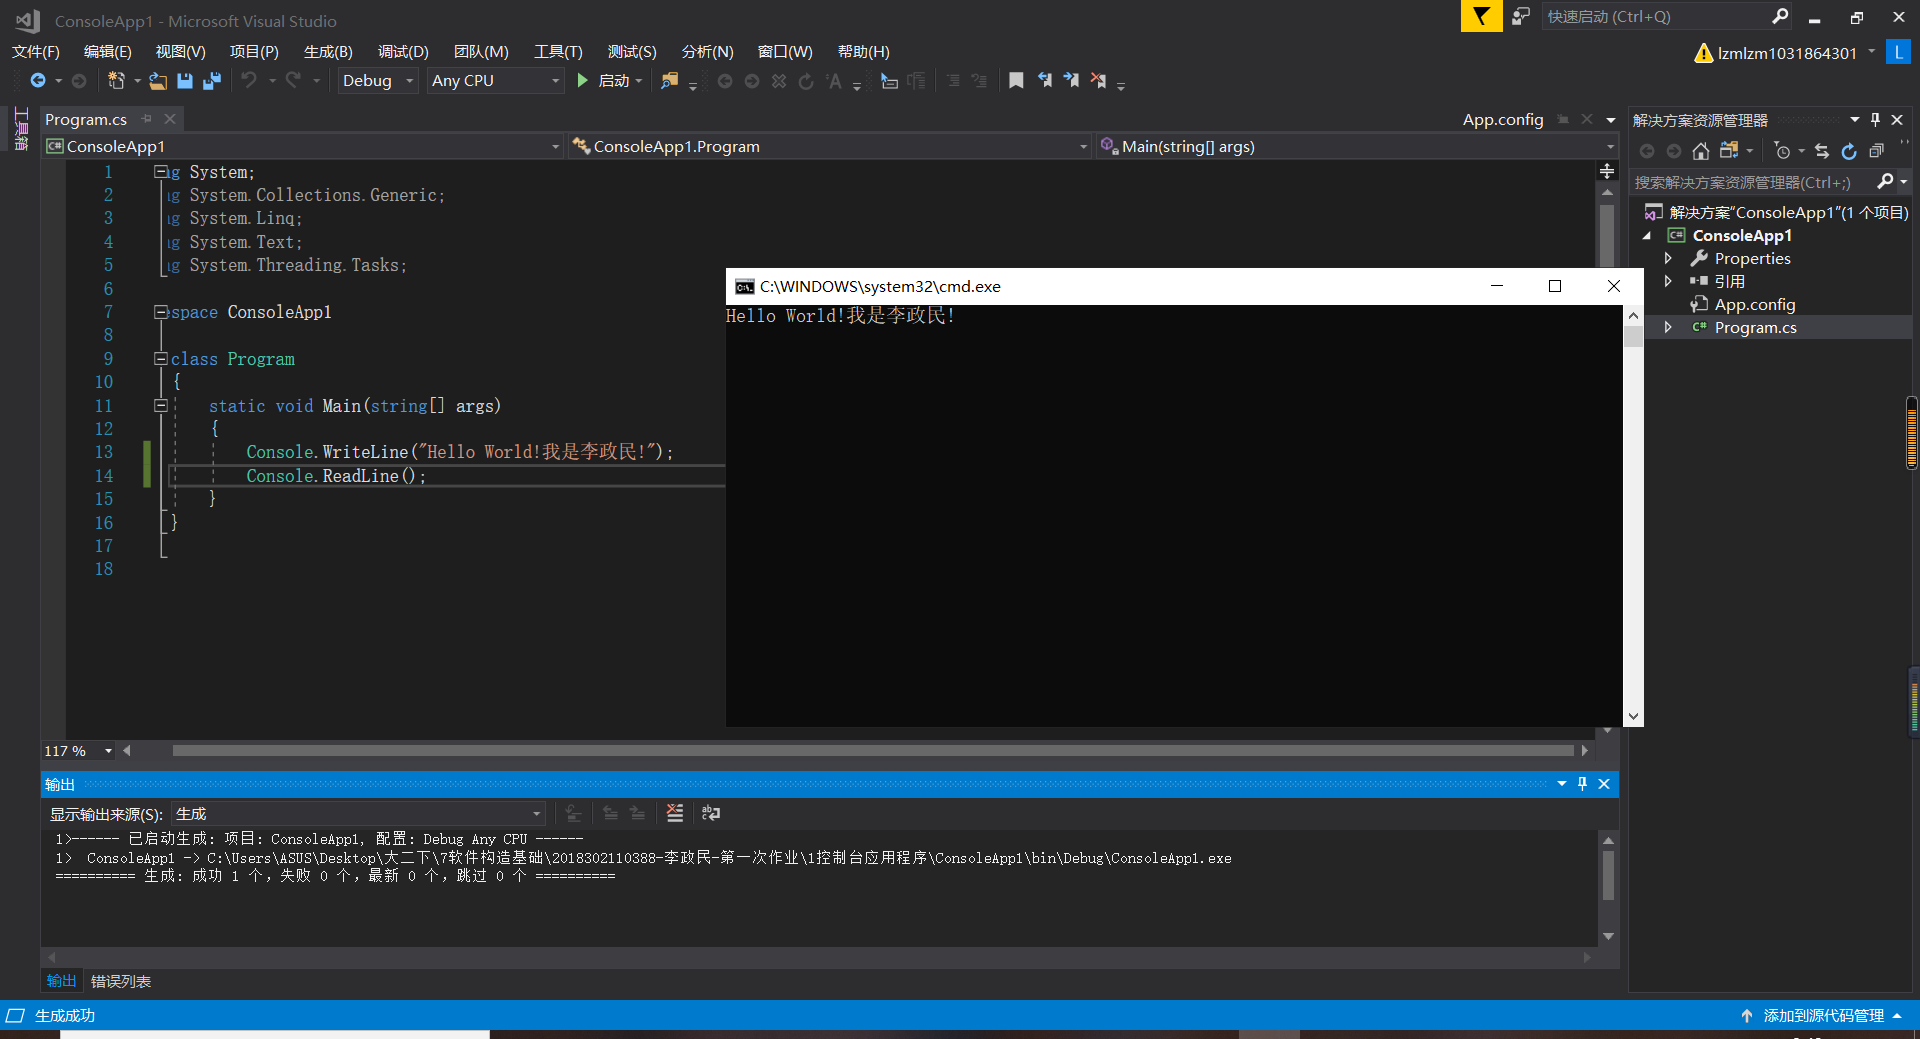 ConsoleApp1 - Microsoft Visual Studio
快速启动 (Ctrl+Q)
文件(F) 编辑(E) 视图(V) 项目(P) 生成(B) 调试(D) 团队(M) 工具(T) 测试(S) 分析(N) 窗口(W) 帮助(H)
lzmlzm1031864301 L
Debug Any CPU 启动
工具箱
Program.cs
App.config
ConsoleApp1 ConsoleApp1.Program Main(string[] args)
1 ng System;
2 ng System.Collections.Generic;
3 ng System.Linq;
4 ng System.Text;
5 ng System.Threading.Tasks;
6
7 espace ConsoleApp1
8
9 class Program
10 {
11 static void Main(string[] args)
12 {
13 Console.WriteLine("Hello World!我是李政民!");
14 Console.ReadLine();
15 }
16 }
17
18
117 %
C:\WINDOWS\system32\cmd.exe
Hello World!我是李政民!
解决方案资源管理器
搜索解决方案资源管理器(Ctrl+;)
解决方案"ConsoleApp1"(1 个项目)
C# ConsoleApp1
Properties
引用
App.config
C# Program.cs
输出
显示输出来源(S): 生成
1>------ 已启动生成: 项目: ConsoleApp1, 配置: Debug Any CPU ------
1> ConsoleApp1 -> C:\Users\ASUS\Desktop\大二下\7软件构造基础\2018302110388-李政民-第一次作业\1控制台应用程序\ConsoleApp1\bin\Debug\ConsoleApp1.exe
========== 生成: 成功 1 个，失败 0 个，最新 0 个，跳过 0 个 ==========
输出 错误列表
生成成功
添加到源代码管理